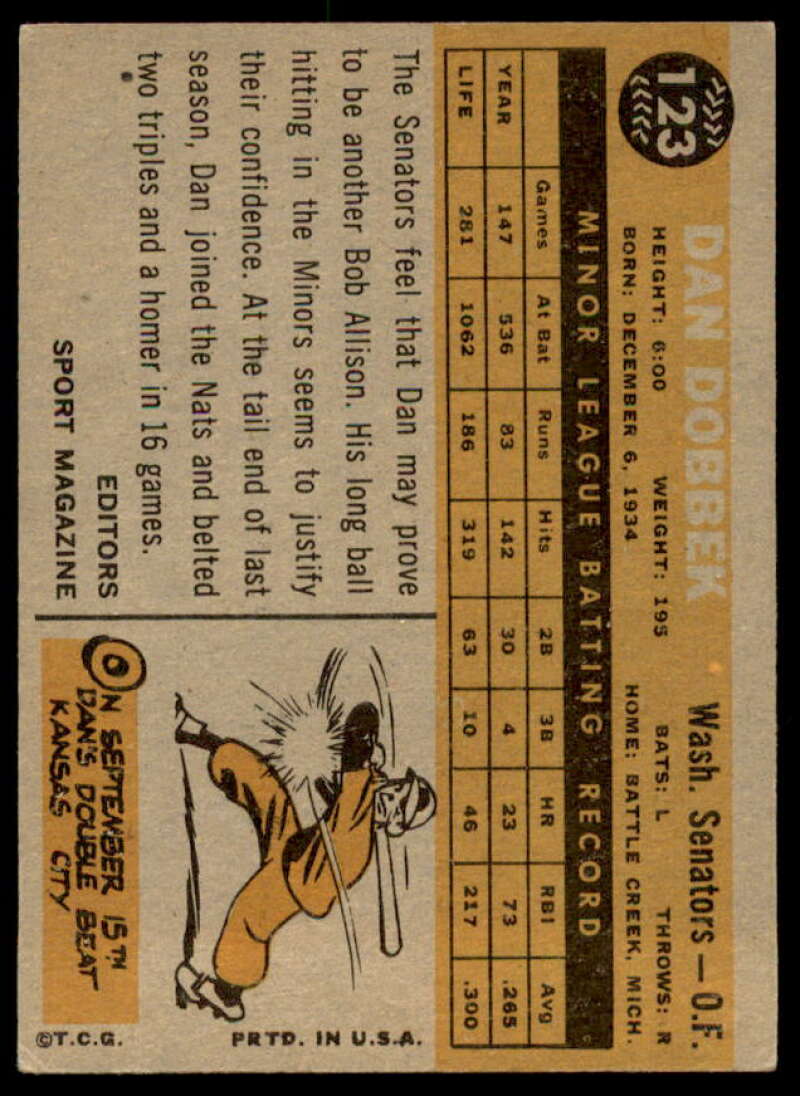 123
DAN DOBBEK
Wash. Senators — O.F.
HEIGHT: 6:00 WEIGHT: 195 BATS: L THROWS: R
BORN: DECEMBER 6, 1934 HOME: BATTLE CREEK, MICH.
MINOR LEAGUE BATTING RECORD
Games At Bat Runs Hits 2B 3B HR RBI Avg
YEAR 147 536 83 142 30 4 23 73 .265
LIFE 281 1062 186 319 63 10 46 217 .300
The Senators feel that Dan may prove
to be another Bob Allison. His long ball
hitting in the Minors seems to justify
their confidence. At the tail end of last
season, Dan joined the Nats and belted
two triples and a homer in 16 games.
EDITORS
SPORT MAGAZINE
ON SEPTEMBER 15TH
DAN'S DOUBLE BEAT
KANSAS CITY
©T.C.G. PRTD. IN U.S.A.